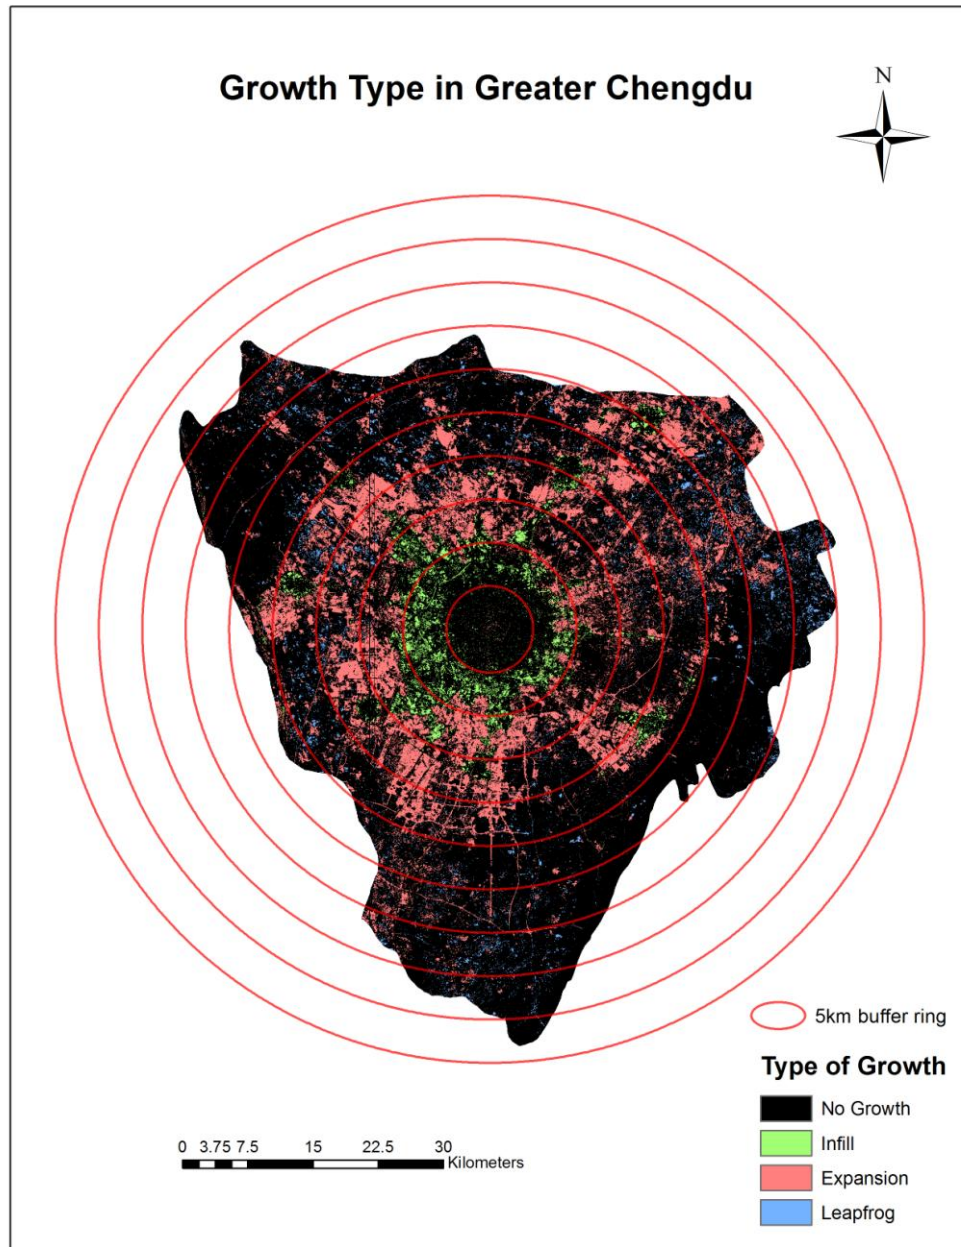 Growth Type in Greater Chengdu
N
5km buffer ring
Type of Growth
No Growth
Infill
Expansion
Leapfrog
0 3.75 7.5 15 22.5 30
Kilometers